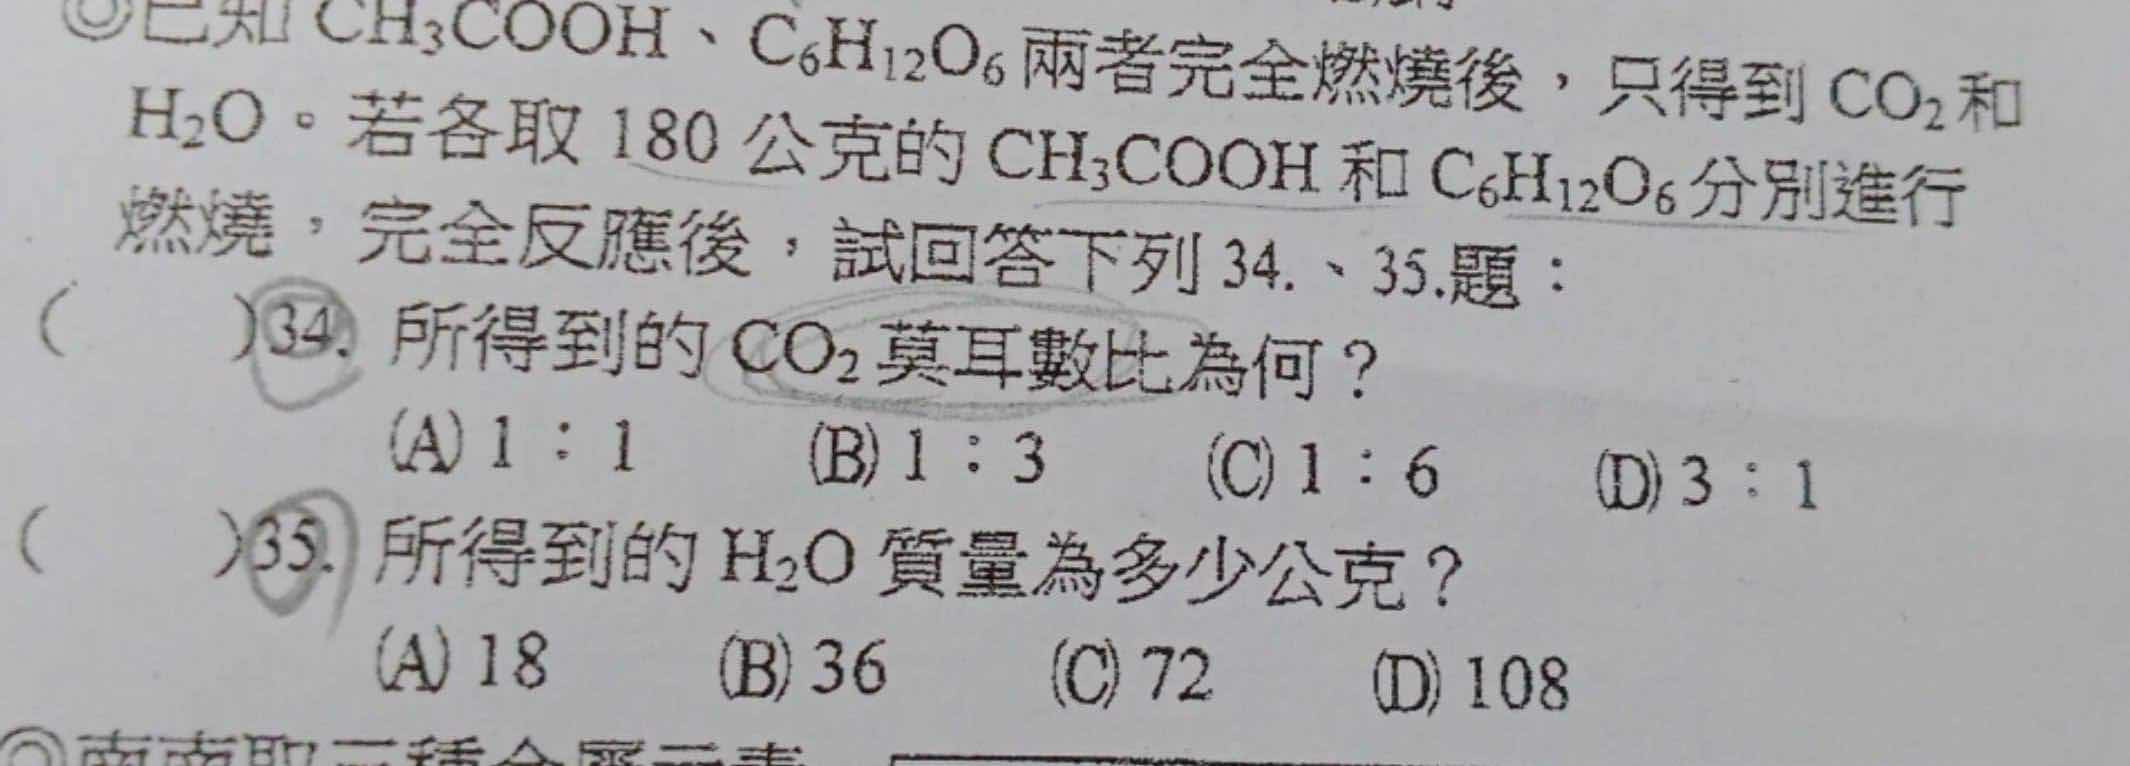 ◎已知 CH₃COOH、C₆H₁₂O₆ 兩者完全燃燒後，只得到 CO₂ 和
H₂O。若各取 180 公克的 CH₃COOH 和 C₆H₁₂O₆ 分別進行
燃燒，完全反應後，試回答下列 34.、35.題：
(　　)34. 所得到的 CO₂ 莫耳數比為何？
(A) 1：1　(B) 1：3　(C) 1：6　(D) 3：1
(　　)35. 所得到的 H₂O 質量為多少公克？
(A) 18　(B) 36　(C) 72　(D) 108